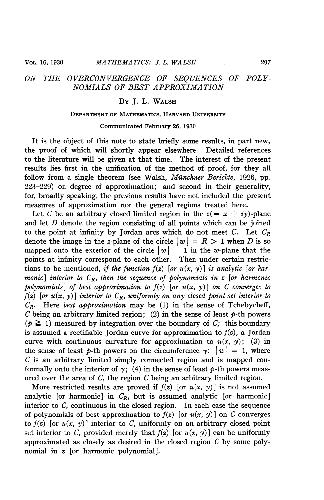 VOL. 16, 1930 MATHEMATICS: J. L. WALSH 297
ON THE OVERCONVERGENCE OF SEQUENCES OF POLY-
NOMIALS OF BEST APPROXIMATION
BY J. L. WALSH
DEPARTMENT OF MATHEMATICS, HARVARD UNIVERSITY
Communicated February 26, 1930
It is the object of this note to state briefly some results, in part new,
the proof of which will shortly appear elsewhere. Detailed references
to the literature will be given at that time. The interest of the present
results lies first in the unification of the method of proof, for they all
follow from a single theorem (see Walsh, Münchner Berichte, 1926, pp.
223-229) on degree of approximation; and second in their generality,
for, broadly speaking, the previous results have not included the present
measures of approximation nor the general regions treated here.
Let C be an arbitrary closed limited region in the z(= x + iy)-plane
and let D denote the region consisting of all points which can be joined
to the point at infinity by Jordan arcs which do not meet C. Let C_R
denote the image in the z-plane of the circle |w| = R > 1 when D is so
mapped onto the exterior of the circle |w| = 1 in the w-plane that the
points at infinity correspond to each other. Then under certain restric-
tions to be mentioned, if the function f(z) [or u(x, y)] is analytic [or har-
monic] interior to C_R, then the sequence of polynomials in z [or harmonic
polynomials] of best approximation to f(z) [or u(x, y)] on C converges to
f(z) [or u(x, y)] interior to C_R, uniformly on any closed point set interior to
C_R. Here best approximation may be (1) in the sense of Tchebycheff,
C being an arbitrary limited region; (2) in the sense of least p-th powers
(p ≧ 1) measured by integration over the boundary of C; this boundary
is assumed a rectifiable Jordan curve for approximation to f(z), a Jordan
curve with continuous curvature for approximation to u(x, y); (3) in
the sense of least p-th powers on the circumference γ: |w| = 1, where
C is an arbitrary limited simply connected region and is mapped con-
formally onto the interior of γ; (4) in the sense of least p-th powers meas-
ured over the area of C, the region C being an arbitrary limited region.
More restricted results are proved if f(z) [or u(x, y)] is not assumed
analytic [or harmonic] in C_R, but is assumed analytic [or harmonic]
interior to C, continuous in the closed region. In each case the sequence
of polynomials of best approximation to f(z) [or u(x, y)] on C converges
to f(z) [or u(x, y)] interior to C, uniformly on an arbitrary closed point
set interior to C, provided merely that f(z) [or u(x, y)] can be uniformly
approximated as closely as desired in the closed region C by some poly-
nomial in z [or harmonic polynomial].